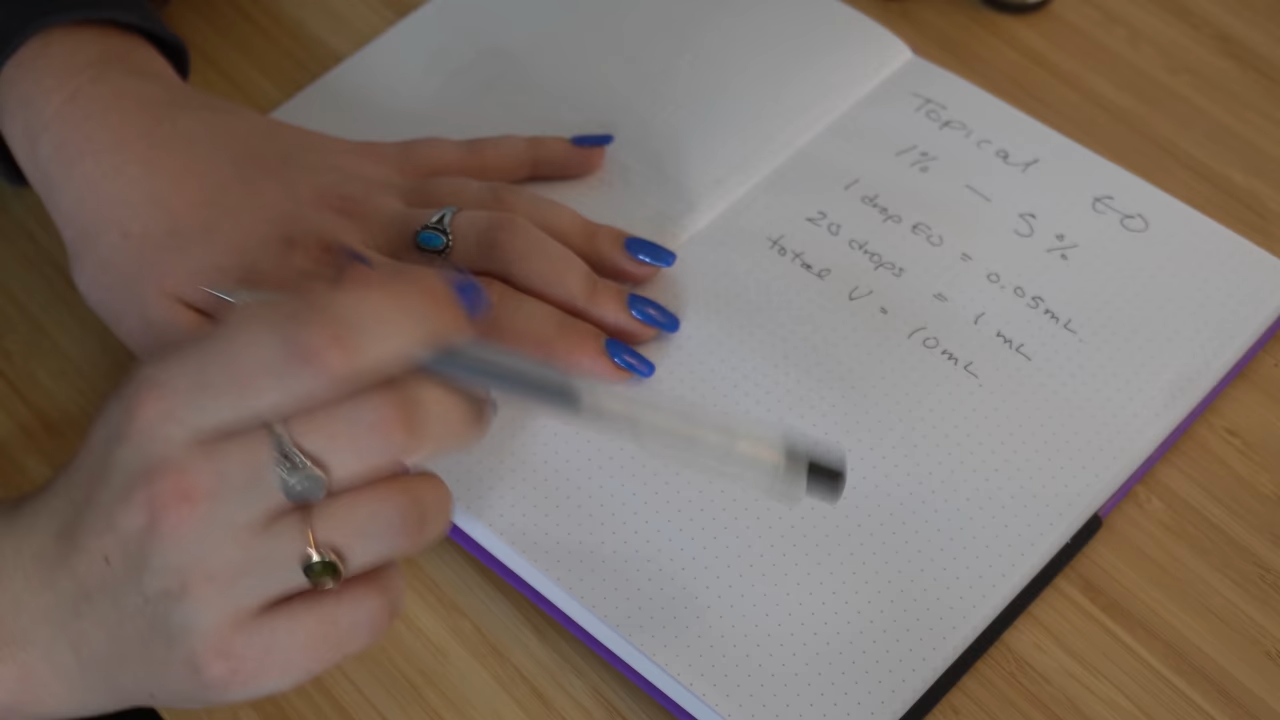 Topical EO
1% - 5%
1 drop EO = 0.05mL
20 drops = 1 mL
total V = 10mL